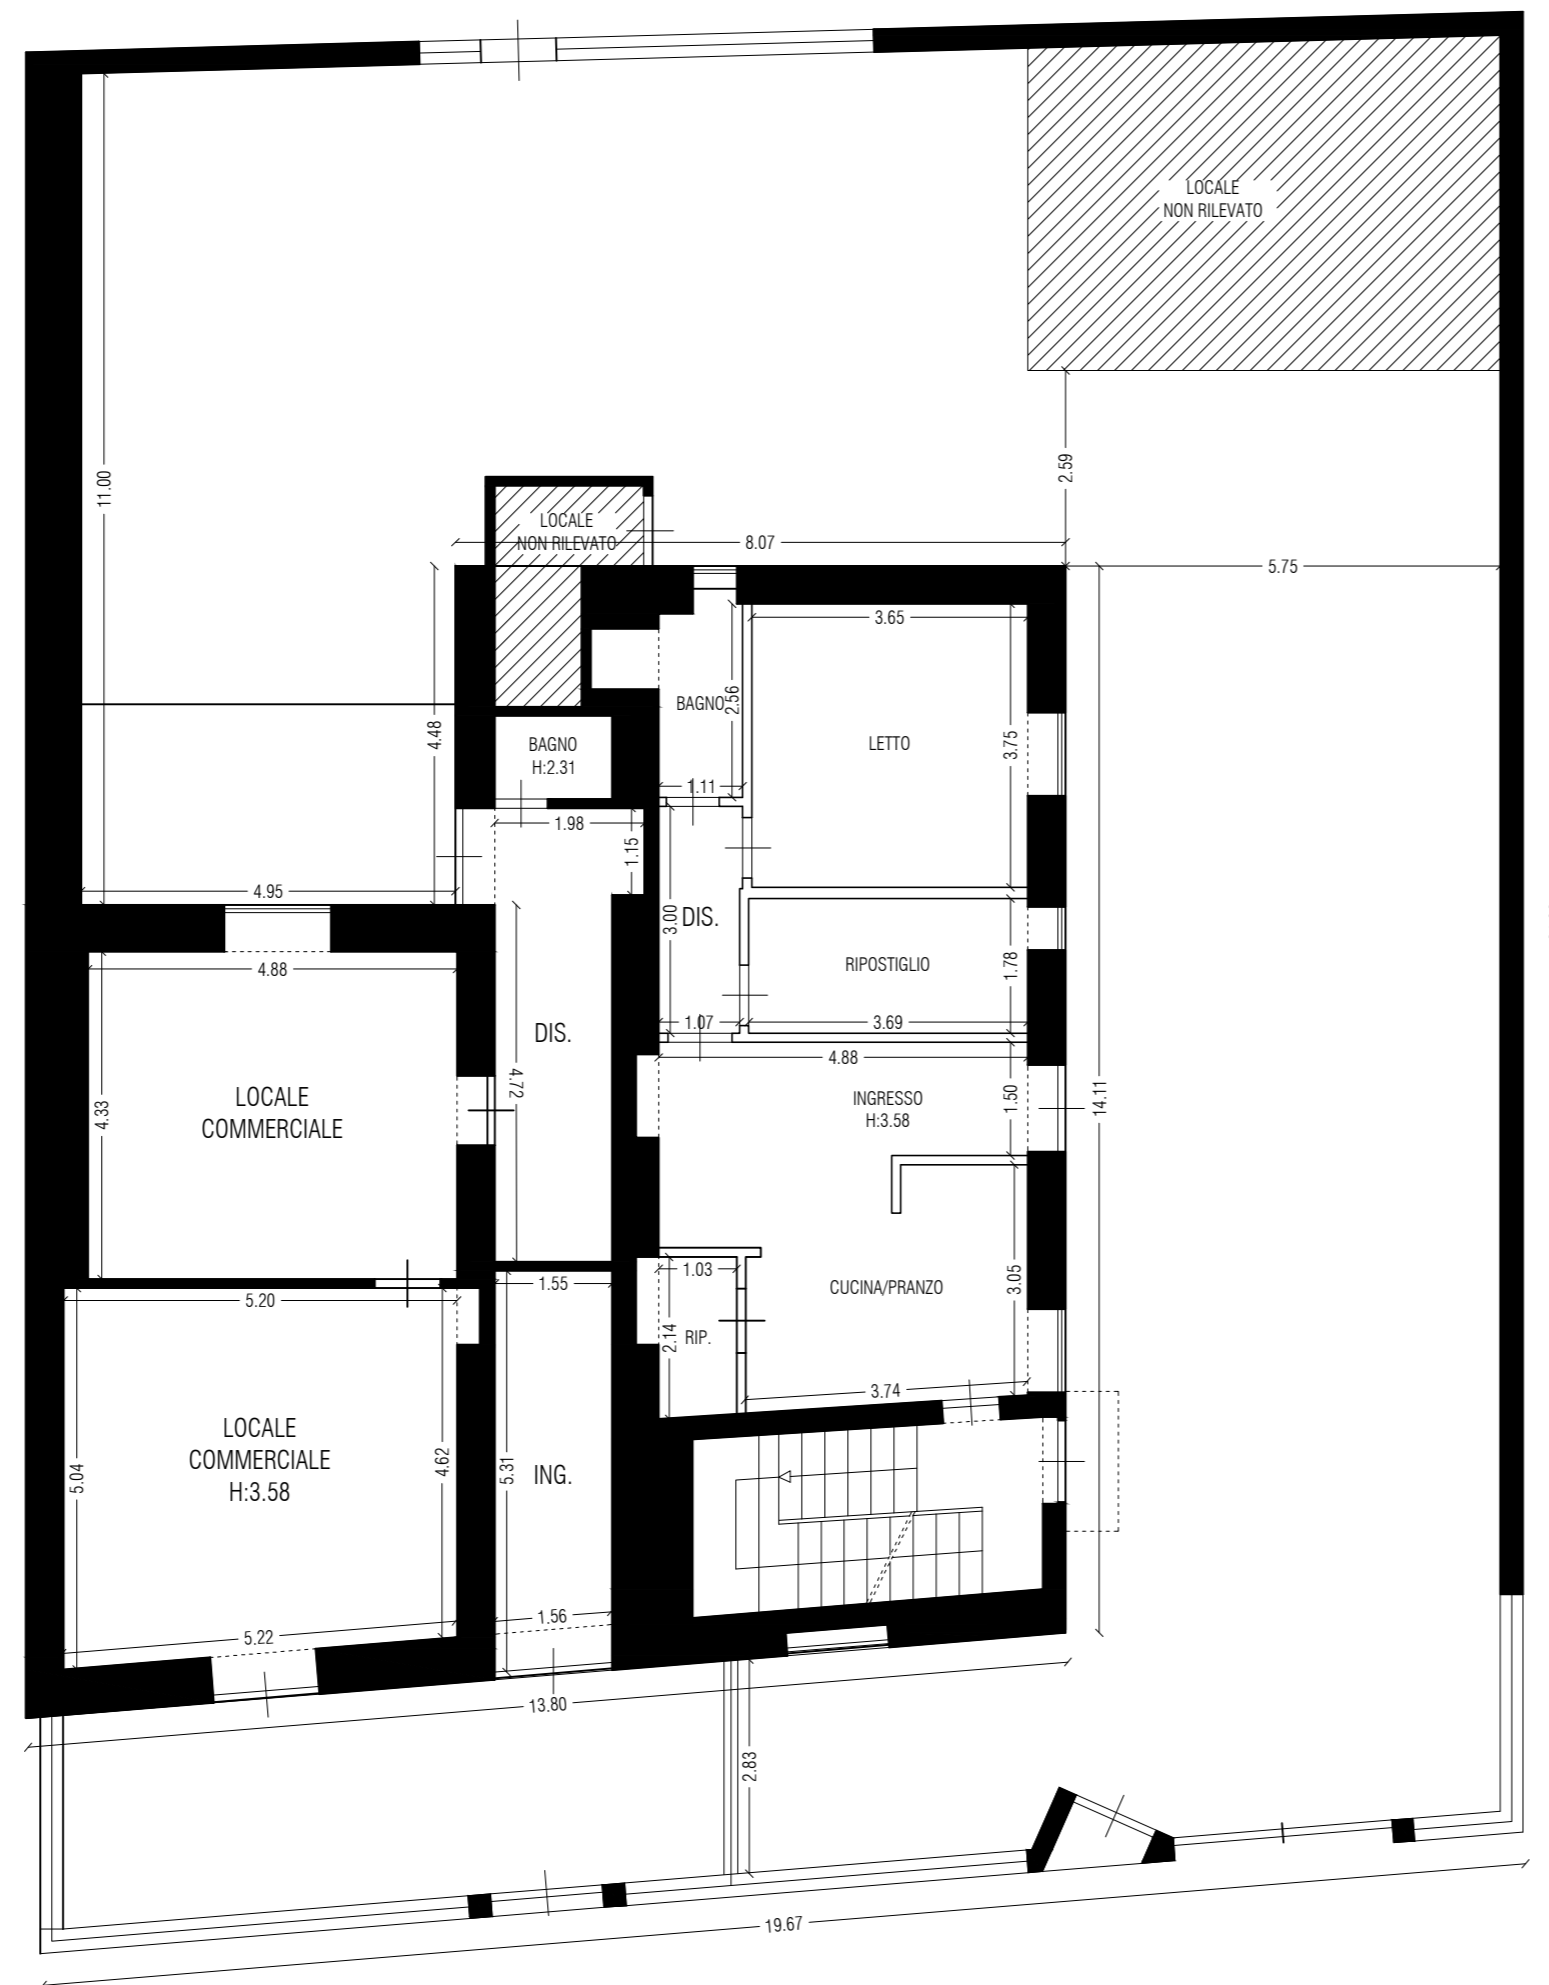 LOCALE
NON RILEVATO
11.00
2.59
LOCALE
NON RILEVATO
8.07
5.75
3.65
BAGNO
2.56
4.48
BAGNO
H:2.31
LETTO
3.75
1.11
1.98
1.15
4.95
3.00
DIS.
RIPOSTIGLIO
1.78
4.88
1.07
3.69
DIS.
4.88
4.72
LOCALE
COMMERCIALE
4.33
INGRESSO
H:3.58
1.50
14.11
1.03
1.55
5.20
CUCINA/PRANZO
3.05
2.14
RIP.
3.74
LOCALE
COMMERCIALE
H:3.58
5.04
4.62
5.31
ING.
1.56
5.22
13.80
2.83
19.67